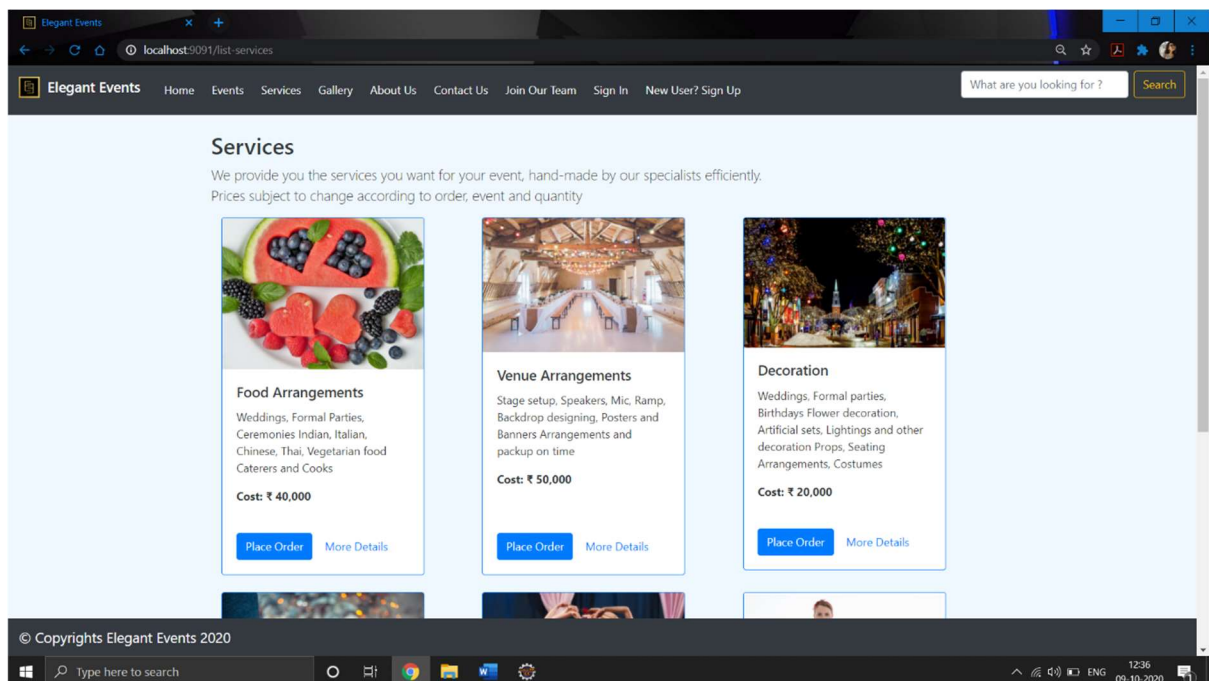 Elegant Events
localhost:9091/list-services
Elegant Events Home Events Services Gallery About Us Contact Us Join Our Team Sign In New User? Sign Up What are you looking for ? Search
Services
We provide you the services you want for your event, hand-made by our specialists efficiently.
Prices subject to change according to order, event and quantity
Food Arrangements
Weddings, Formal Parties,
Ceremonies Indian, Italian,
Chinese, Thai, Vegetarian food
Caterers and Cooks
Cost: ₹ 40,000
Place Order More Details
Venue Arrangements
Stage setup, Speakers, Mic, Ramp,
Backdrop designing, Posters and
Banners Arrangements and
packup on time
Cost: ₹ 50,000
Place Order More Details
Decoration
Weddings, Formal parties,
Birthdays Flower decoration,
Artificial sets, Lightings and other
decoration Props, Seating
Arrangements, Costumes
Cost: ₹ 20,000
Place Order More Details
© Copyrights Elegant Events 2020
Type here to search
ENG
12:36
09-10-2020